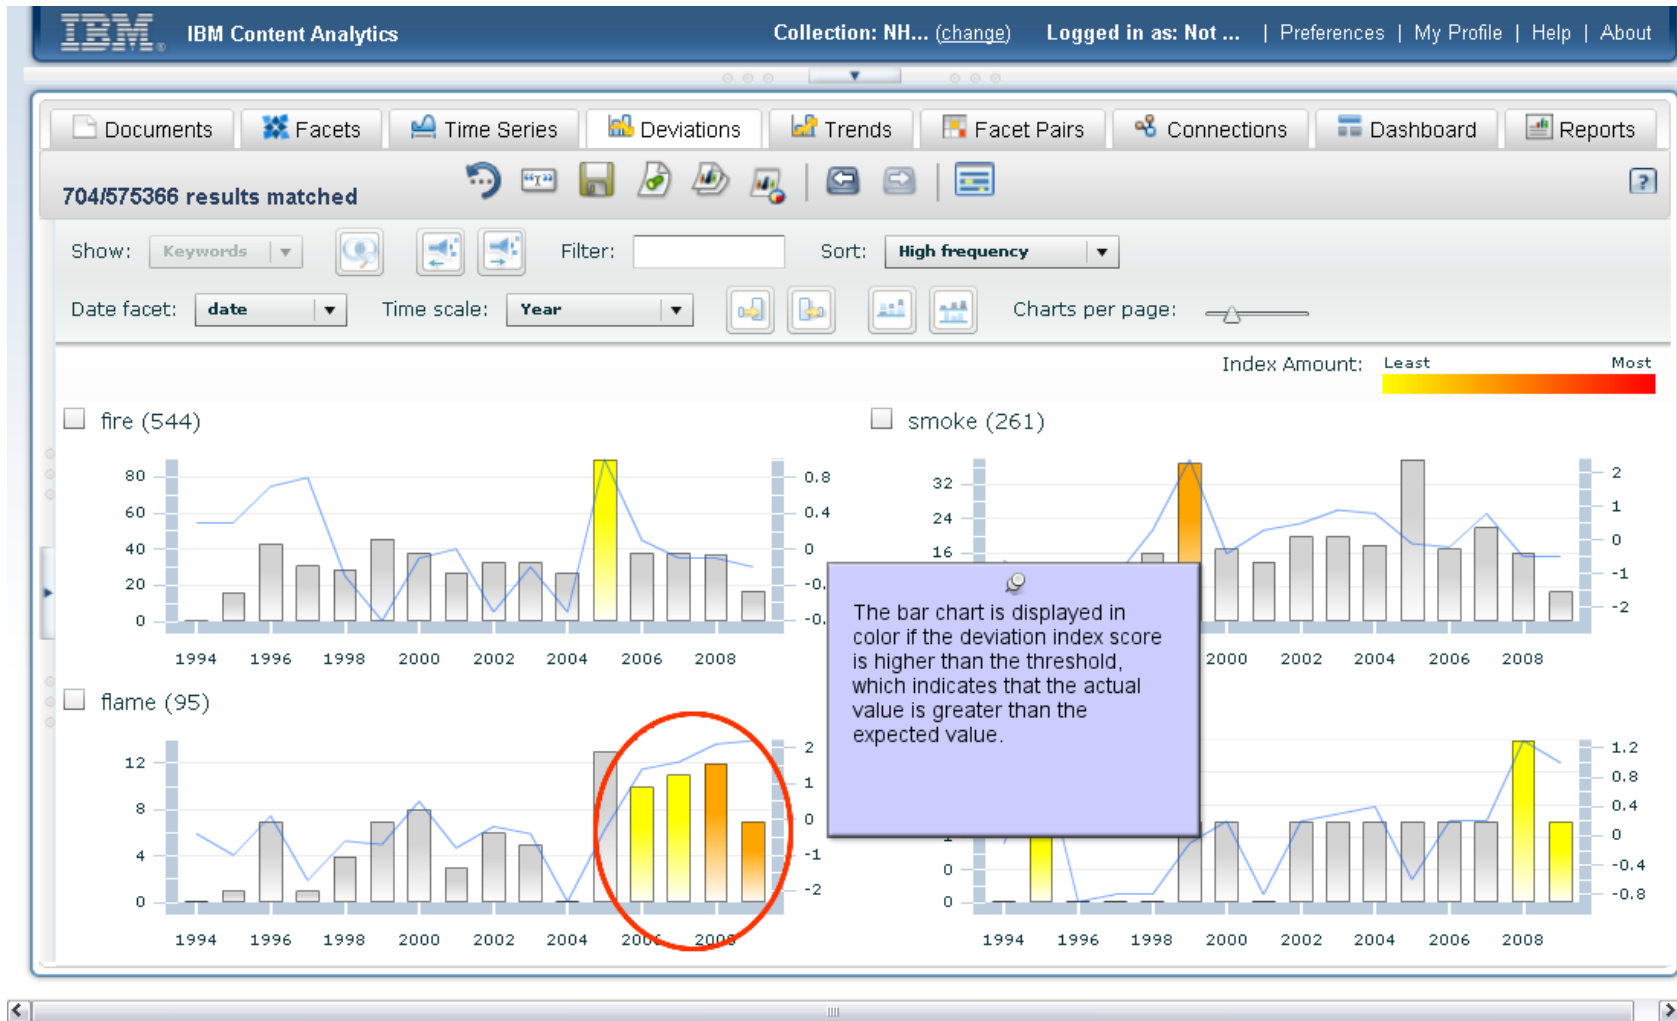 IBM® IBM Content Analytics Collection: NH... (change) Logged in as: Not ... | Preferences | My Profile | Help | About
Documents Facets Time Series Deviations Trends Facet Pairs Connections Dashboard Reports
704/575366 results matched
Show: Keywords Filter: Sort: High frequency
Date facet: date Time scale: Year Charts per page:
Index Amount: Least Most
fire (544)
80
60
40
20
0
0.8
0.4
0
-0.
-0.
1994 1996 1998 2000 2002 2004 2006 2008
smoke (261)
32
24
16
2
1
0
-1
-2
2000 2002 2004 2006 2008
The bar chart is displayed in
color if the deviation index score
is higher than the threshold,
which indicates that the actual
value is greater than the
expected value.
flame (95)
12
8
4
0
2
1
0
-1
-2
1994 1996 1998 2000 2002 2004 2006 2008
0
0
1.2
0.8
0.4
0
-0.4
-0.8
1994 1996 1998 2000 2002 2004 2006 2008